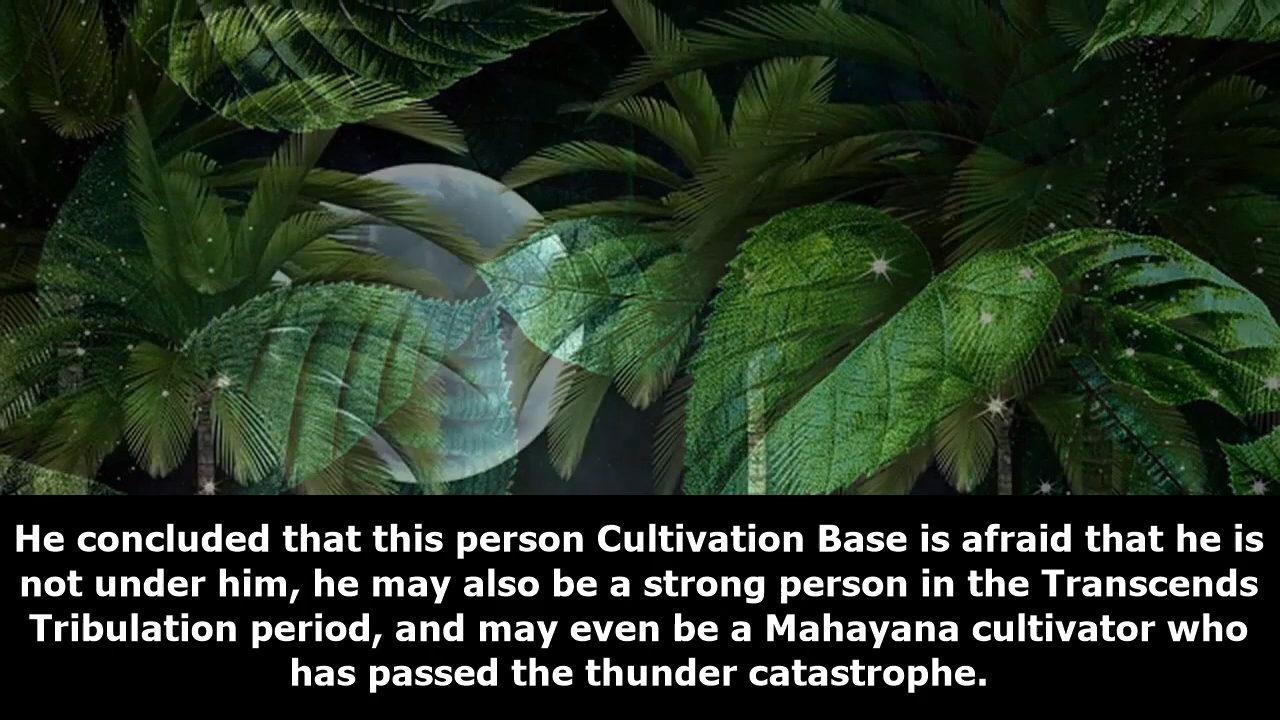 He concluded that this person Cultivation Base is afraid that he is
not under him, he may also be a strong person in the Transcends
Tribulation period, and may even be a Mahayana cultivator who
has passed the thunder catastrophe.